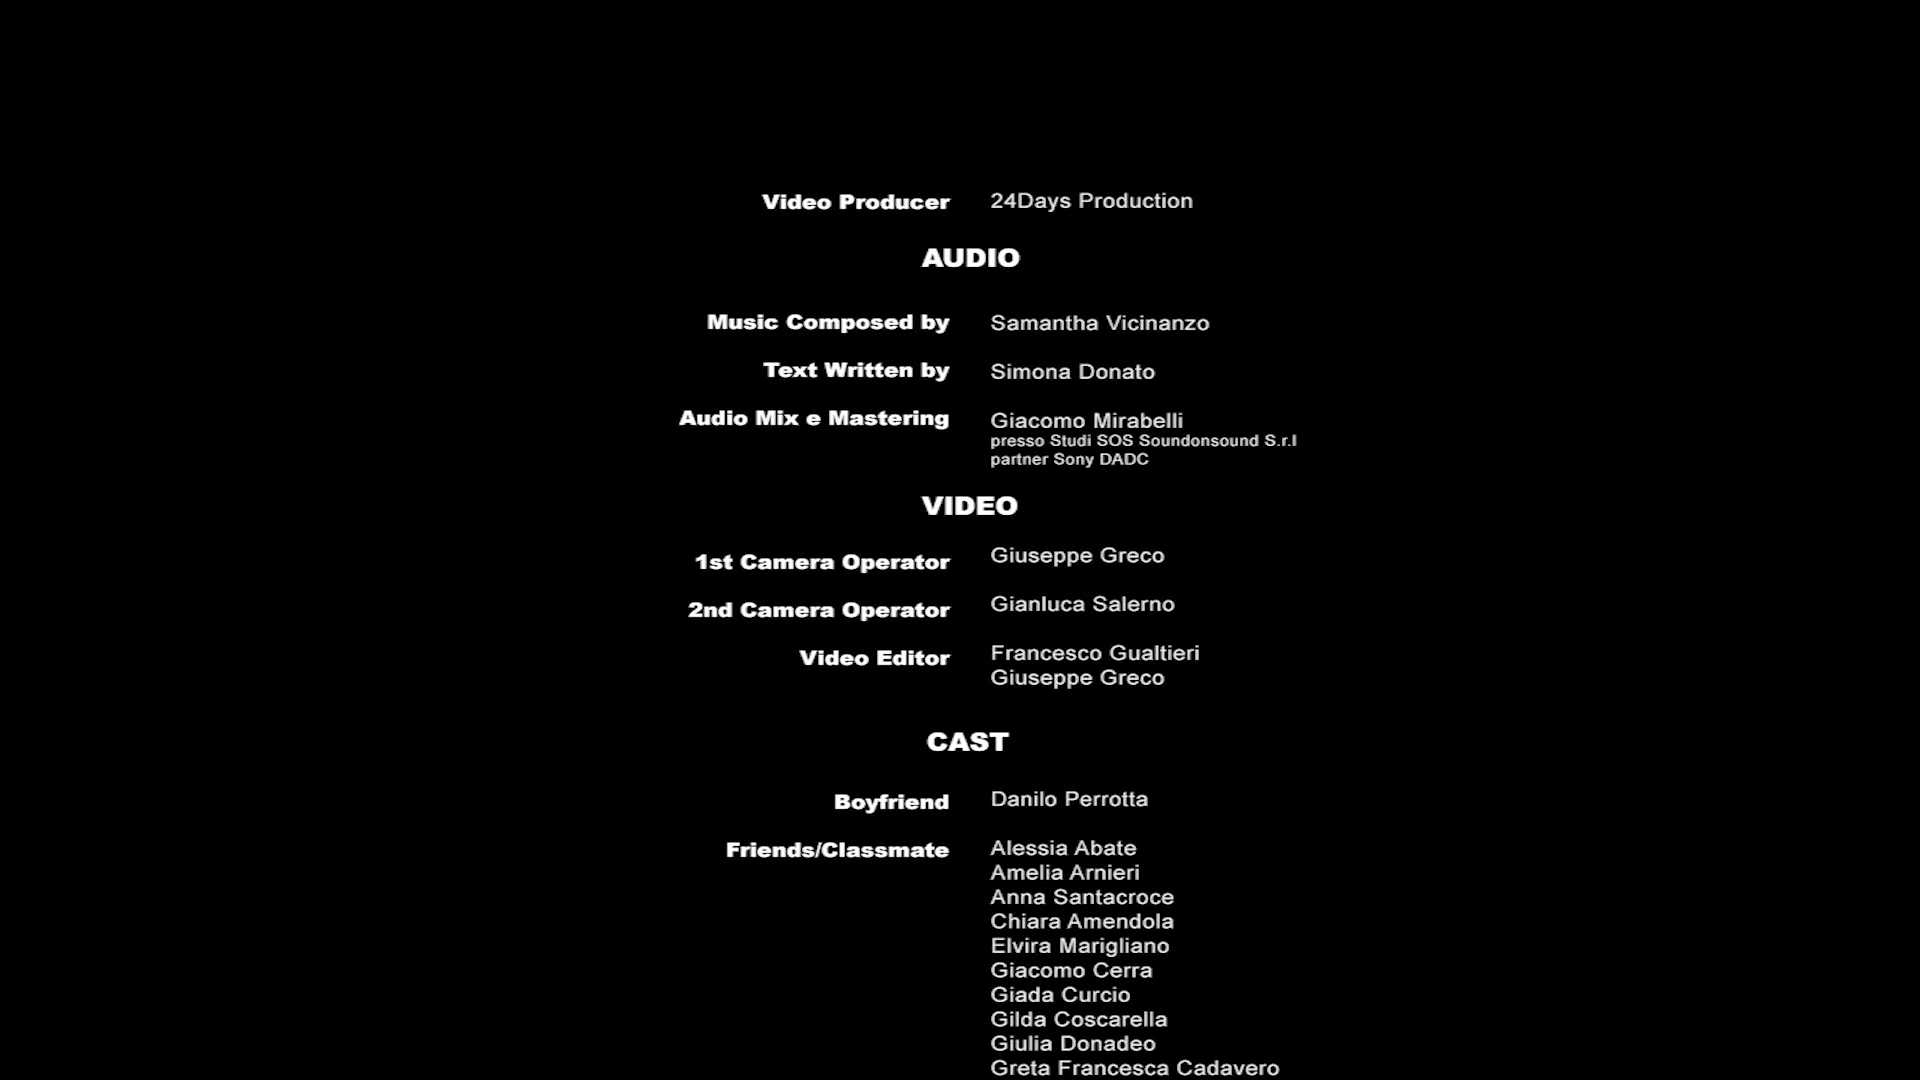 Video Producer 24Days Production
AUDIO
Music Composed by Samantha Vicinanzo
Text Written by Simona Donato
Audio Mix e Mastering Giacomo Mirabelli
presso Studi SOS Soundonsound S.r.l
partner Sony DADC
VIDEO
1st Camera Operator Giuseppe Greco
2nd Camera Operator Gianluca Salerno
Video Editor Francesco Gualtieri
Giuseppe Greco
CAST
Boyfriend Danilo Perrotta
Friends/Classmate Alessia Abate
Amelia Arnieri
Anna Santacroce
Chiara Amendola
Elvira Marigliano
Giacomo Cerra
Giada Curcio
Gilda Coscarella
Giulia Donadeo
Greta Francesca Cadavero